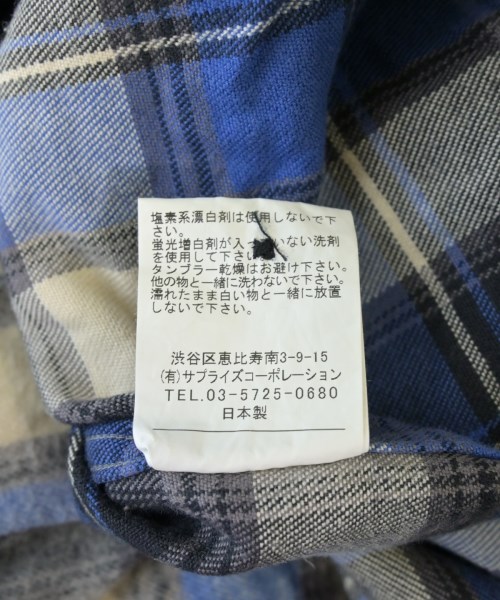 塩素系漂白剤は使用しないで下
さい。
蛍光増白剤が入っていない洗剤
を使用して下さい。
タンブラー乾燥はお避け下さい。
他の物と一緒に洗わないで下さい。
濡れたまま白い物と一緒に放置
しないで下さい。
渋谷区恵比寿南3-9-15
(有)サプライズコーポレーション
TEL.03-5725-0680
日本製